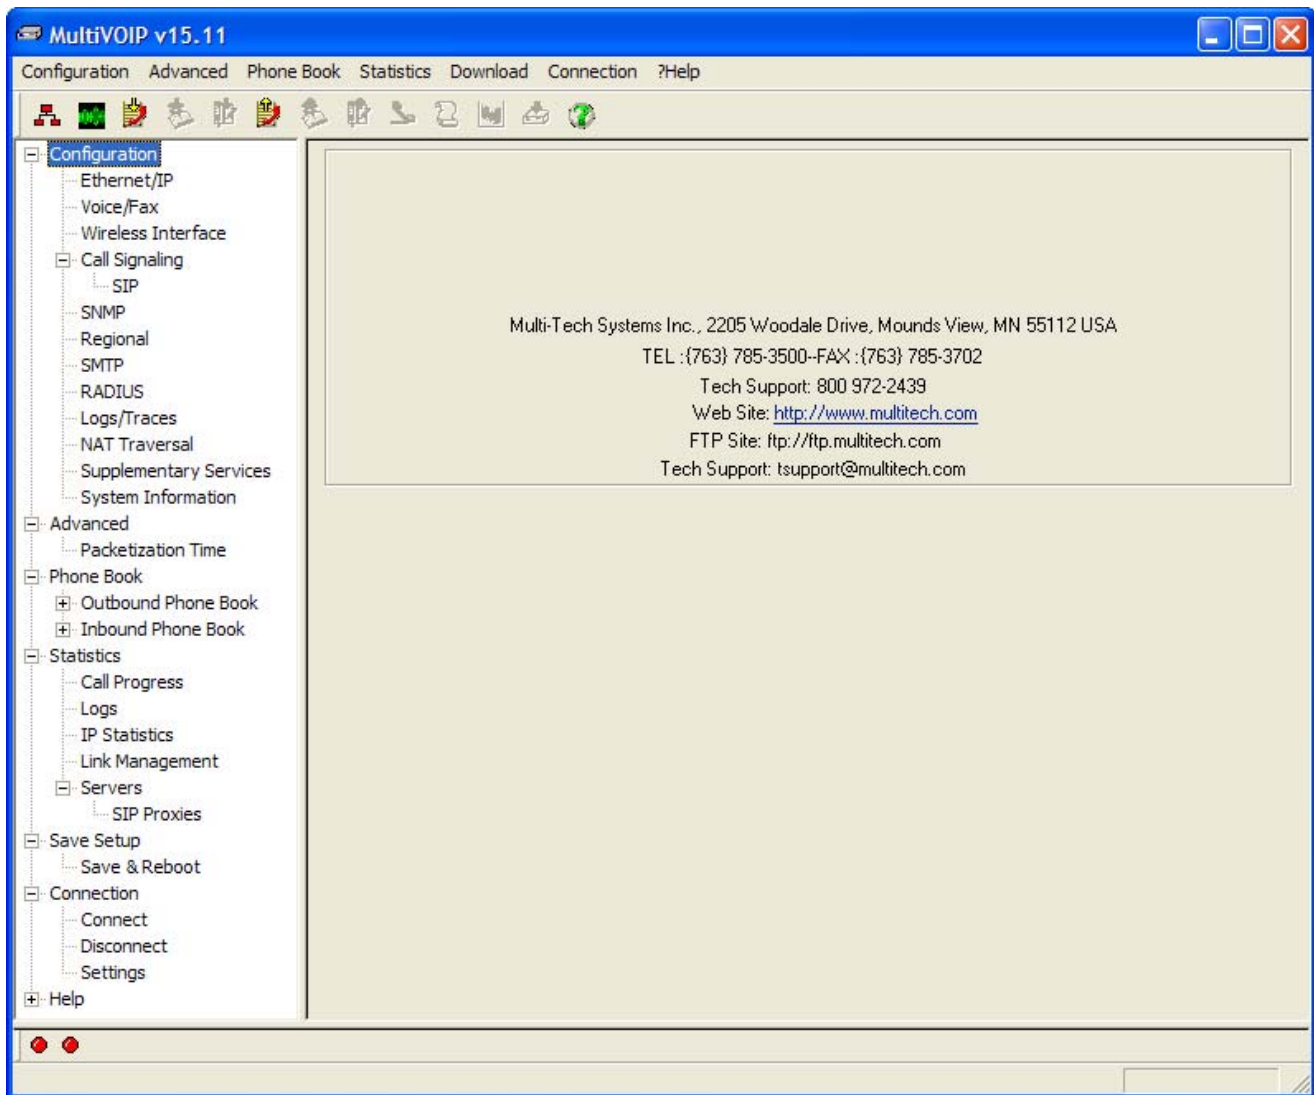 MultiVOIP v15.11
Configuration Advanced Phone Book Statistics Download Connection ?Help
Configuration
Ethernet/IP
Voice/Fax
Wireless Interface
Call Signaling
SIP
SNMP
Regional
SMTP
RADIUS
Logs/Traces
NAT Traversal
Supplementary Services
System Information
Advanced
Packetization Time
Phone Book
Outbound Phone Book
Inbound Phone Book
Statistics
Call Progress
Logs
IP Statistics
Link Management
Servers
SIP Proxies
Save Setup
Save & Reboot
Connection
Connect
Disconnect
Settings
Help
Multi-Tech Systems Inc., 2205 Woodale Drive, Mounds View, MN 55112 USA
TEL :{763} 785-3500--FAX :{763} 785-3702
Tech Support: 800 972-2439
Web Site: http://www.multitech.com
FTP Site: ftp://ftp.multitech.com
Tech Support: tsupport@multitech.com